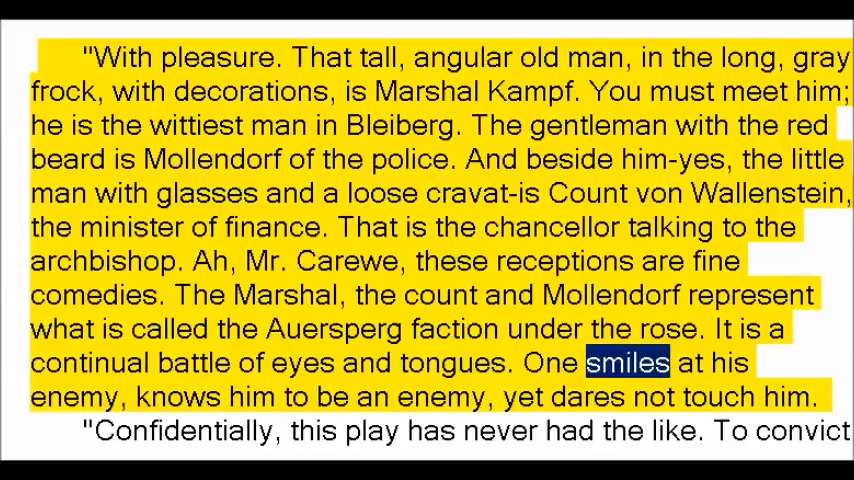 "With pleasure. That tall, angular old man, in the long, gray
frock, with decorations, is Marshal Kampf. You must meet him;
he is the wittiest man in Bleiberg. The gentleman with the red
beard is Mollendorf of the police. And beside him-yes, the little
man with glasses and a loose cravat-is Count von Wallenstein,
the minister of finance. That is the chancellor talking to the
archbishop. Ah, Mr. Carewe, these receptions are fine
comedies. The Marshal, the count and Mollendorf represent
what is called the Auersperg faction under the rose. It is a
continual battle of eyes and tongues. One smiles at his
enemy, knows him to be an enemy, yet dares not touch him.
"Confidentially, this play has never had the like. To convict